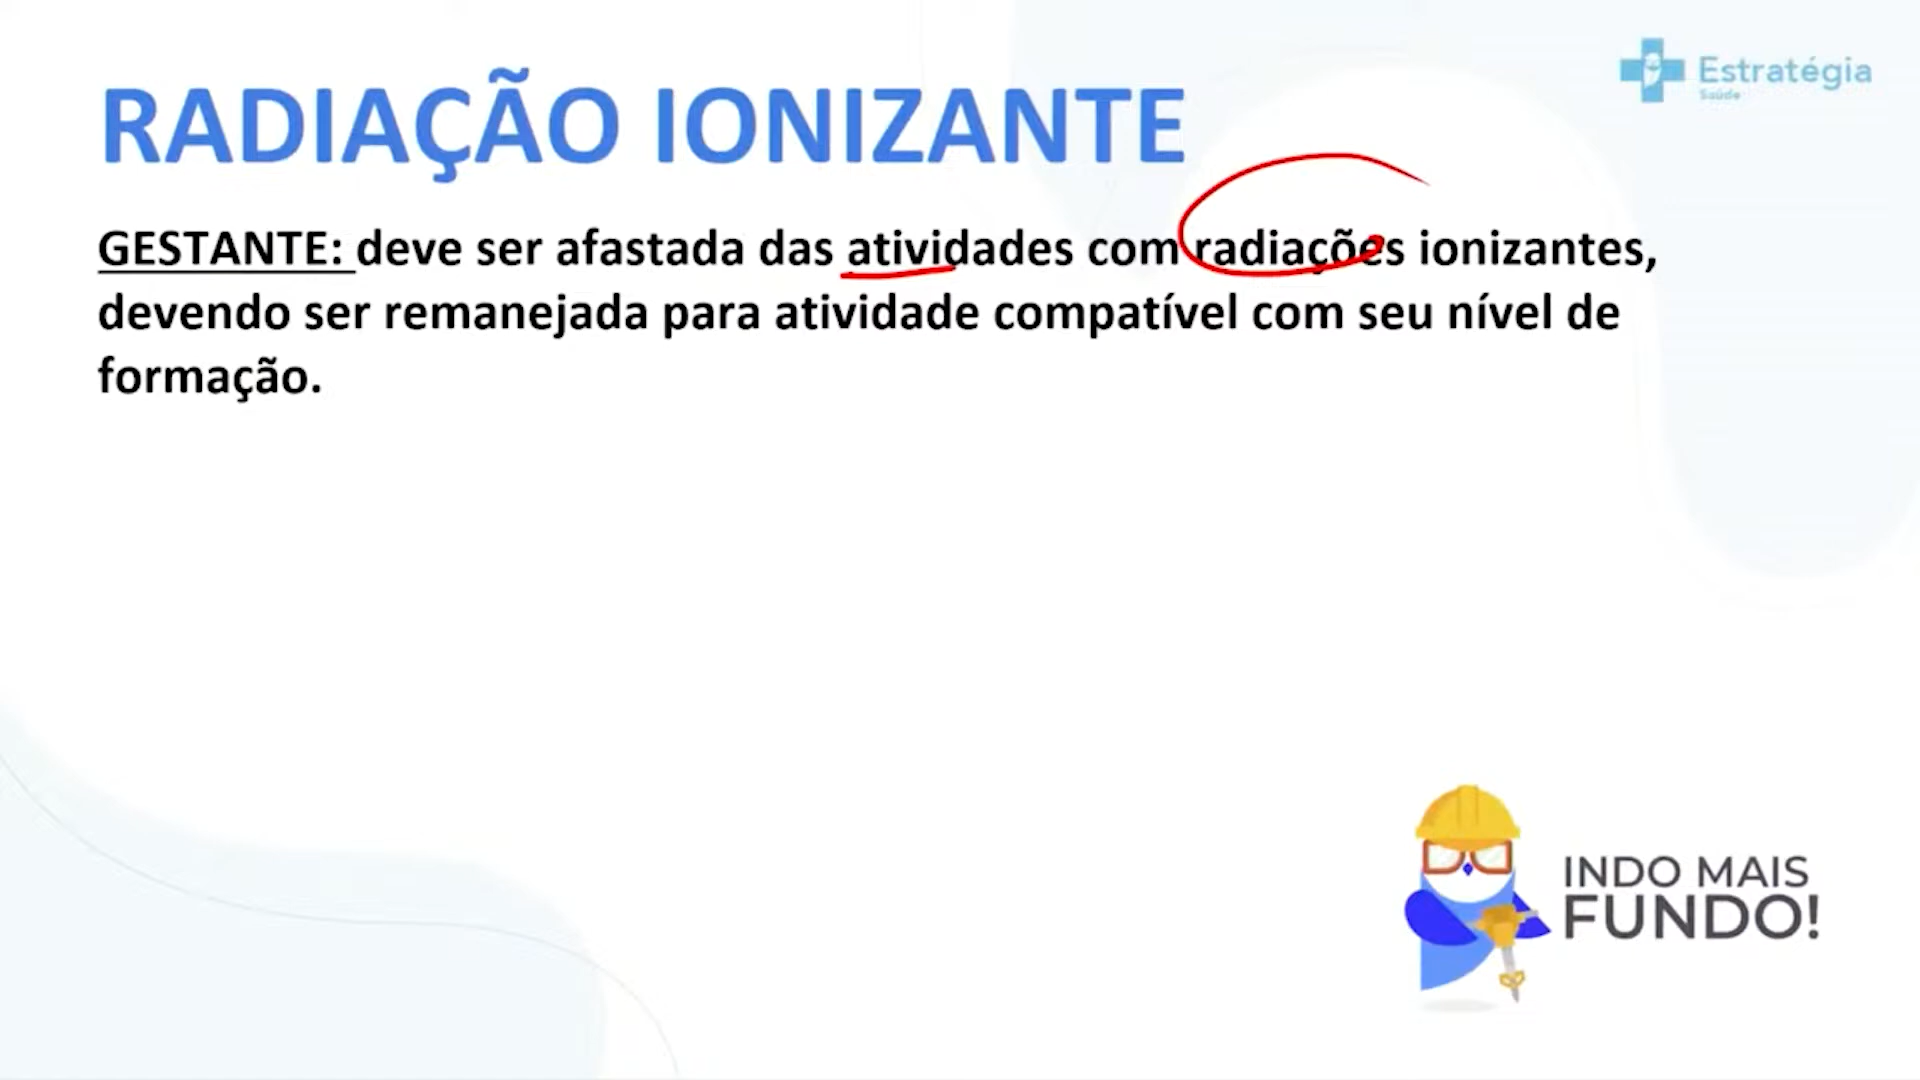 Estratégia
Saúde
RADIAÇÃO IONIZANTE
GESTANTE: deve ser afastada das atividades com radiações ionizantes,
devendo ser remanejada para atividade compatível com seu nível de
formação.
INDO MAIS
FUNDO!